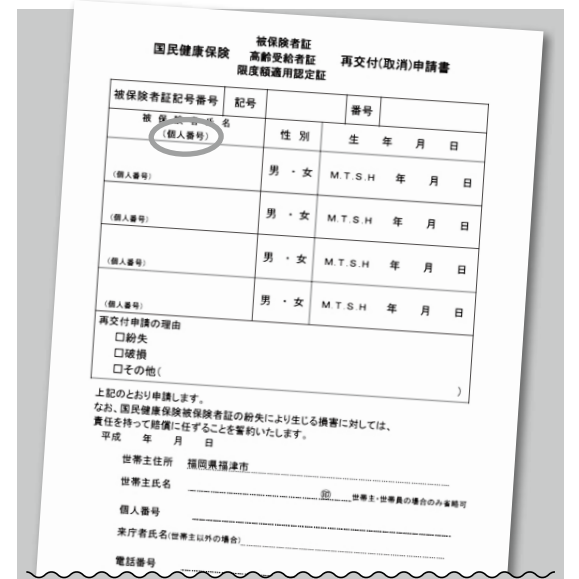 国民健康保険 被保険者証 高齢受給者証 限度額適用認定証 再交付(取消)申請書
被保険者証記号番号 記号 番号
被保険者氏名
(個人番号) 性別 生 年 月 日
(個人番号) 男・女 M.T.S.H 年 月 日
(個人番号) 男・女 M.T.S.H 年 月 日
(個人番号) 男・女 M.T.S.H 年 月 日
(個人番号) 男・女 M.T.S.H 年 月 日
再交付申請の理由
□紛失
□破損
□その他( )
上記のとおり申請します。
なお、国民健康保険被保険者証の紛失により生じる損害に対しては、
責任を持って賠償に任ずることを誓約いたします。
平成 年 月 日
世帯主住所 福岡県福津市
世帯主氏名 ㊞ 世帯主・世帯員の場合のみ省略可
個人番号
来庁者氏名(世帯主以外の場合)
電話番号